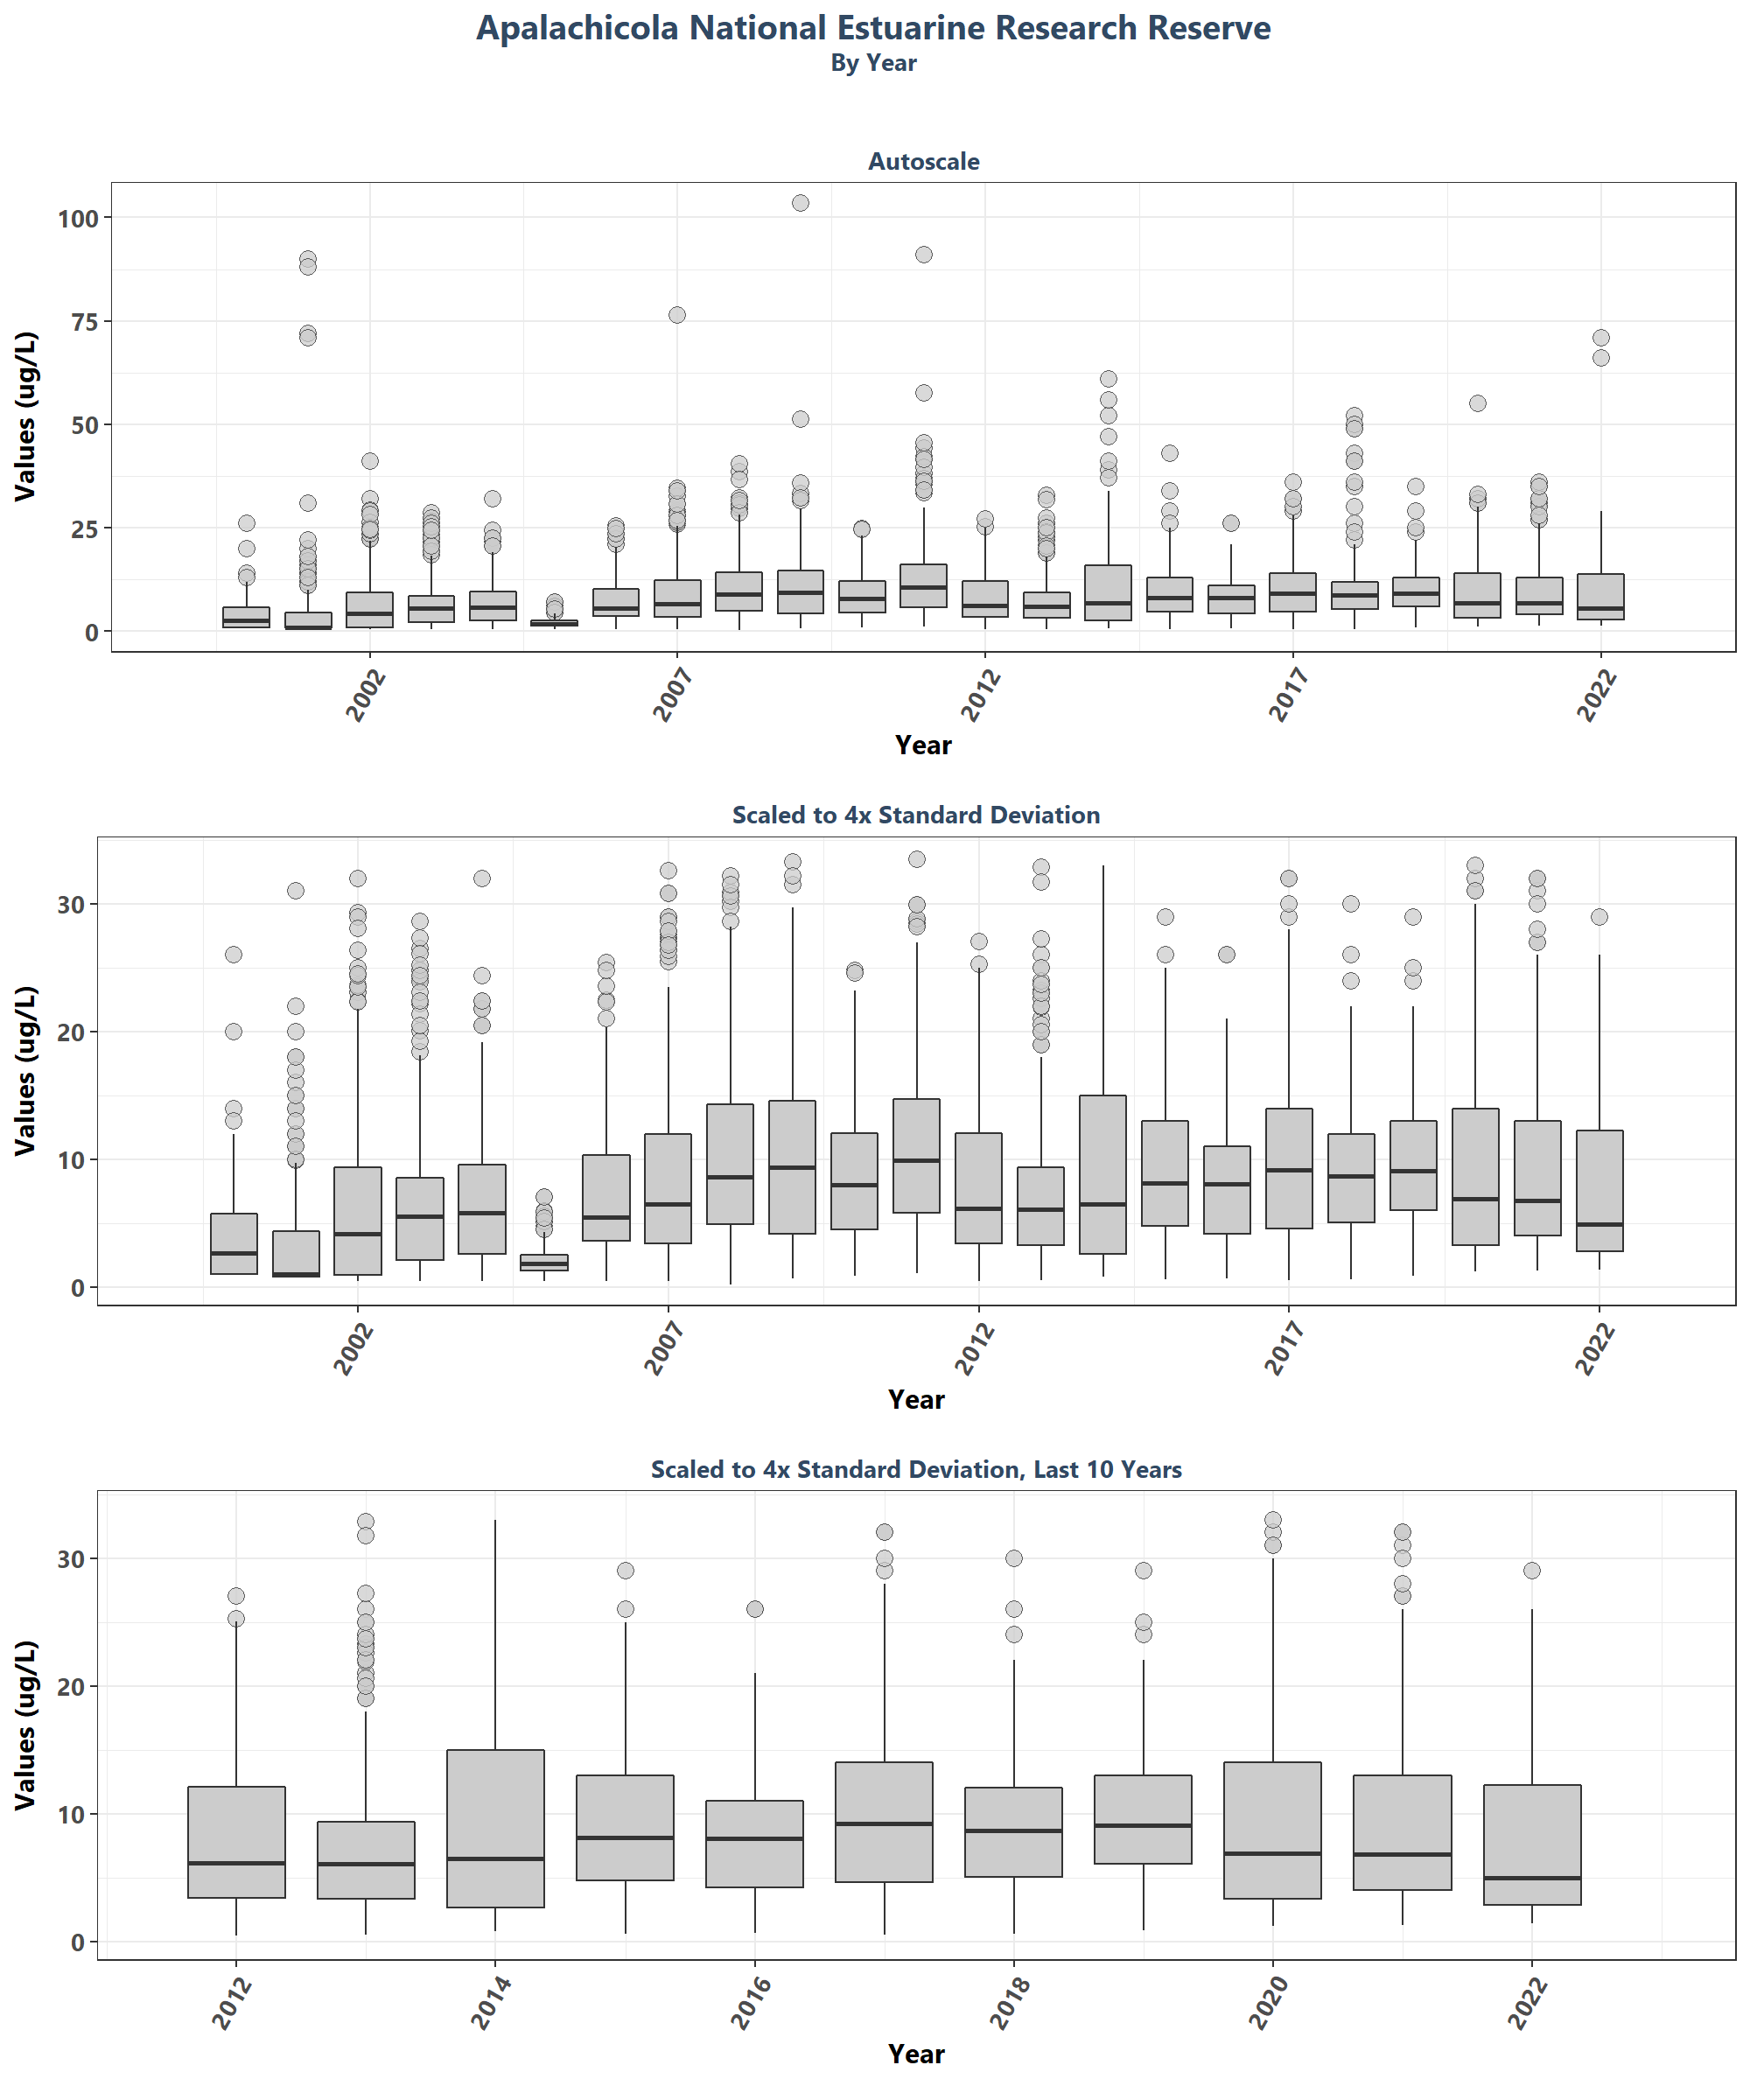 Apalachicola National Estuarine Research Reserve
By Year
Autoscale
Values (ug/L)
100
75
50
25
0
2002 2007 2012 2017 2022
Year
Scaled to 4x Standard Deviation
Values (ug/L)
30
20
10
0
2002 2007 2012 2017 2022
Year
Scaled to 4x Standard Deviation, Last 10 Years
Values (ug/L)
30
20
10
0
2012 2014 2016 2018 2020 2022
Year